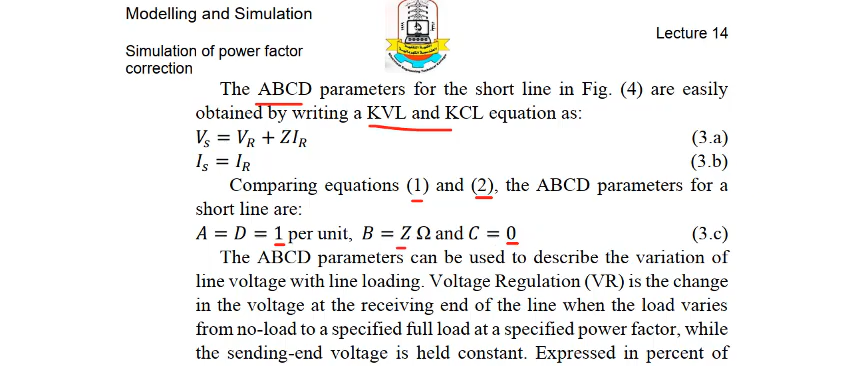 Modelling and Simulation
Lecture 14
Simulation of power factor
correction
The ABCD parameters for the short line in Fig. (4) are easily
obtained by writing a KVL and KCL equation as:
Vₛ = V_R + ZI_R (3.a)
Iₛ = I_R (3.b)
Comparing equations (1) and (2), the ABCD parameters for a
short line are:
A = D = 1 per unit, B = Z Ω and C = 0 (3.c)
The ABCD parameters can be used to describe the variation of
line voltage with line loading. Voltage Regulation (VR) is the change
in the voltage at the receiving end of the line when the load varies
from no-load to a specified full load at a specified power factor, while
the sending-end voltage is held constant. Expressed in percent of